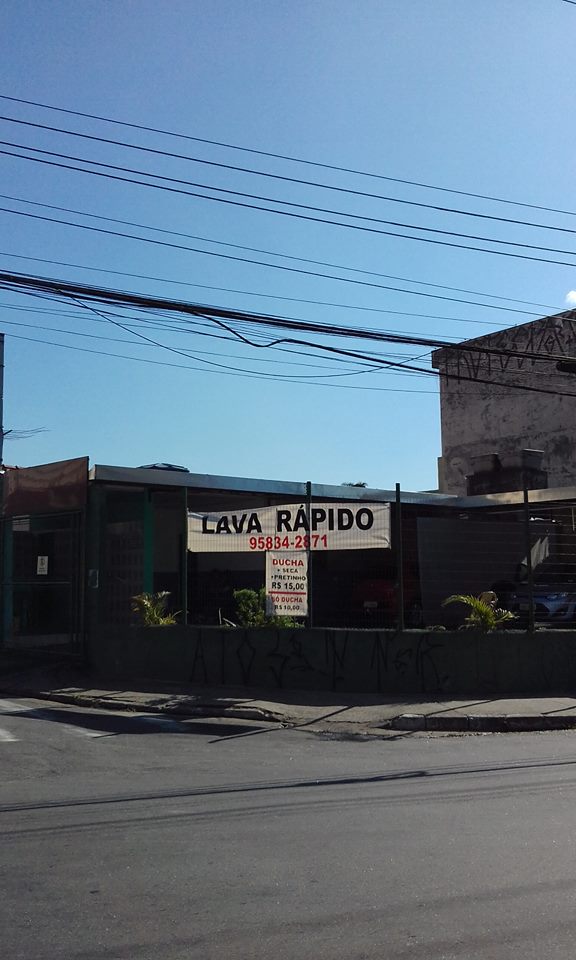 LAVA RÁPIDO
95834-2871
DUCHA
+ SECA
+PRETINHO
R$ 15,00
SÓ DUCHA
R$ 10,00